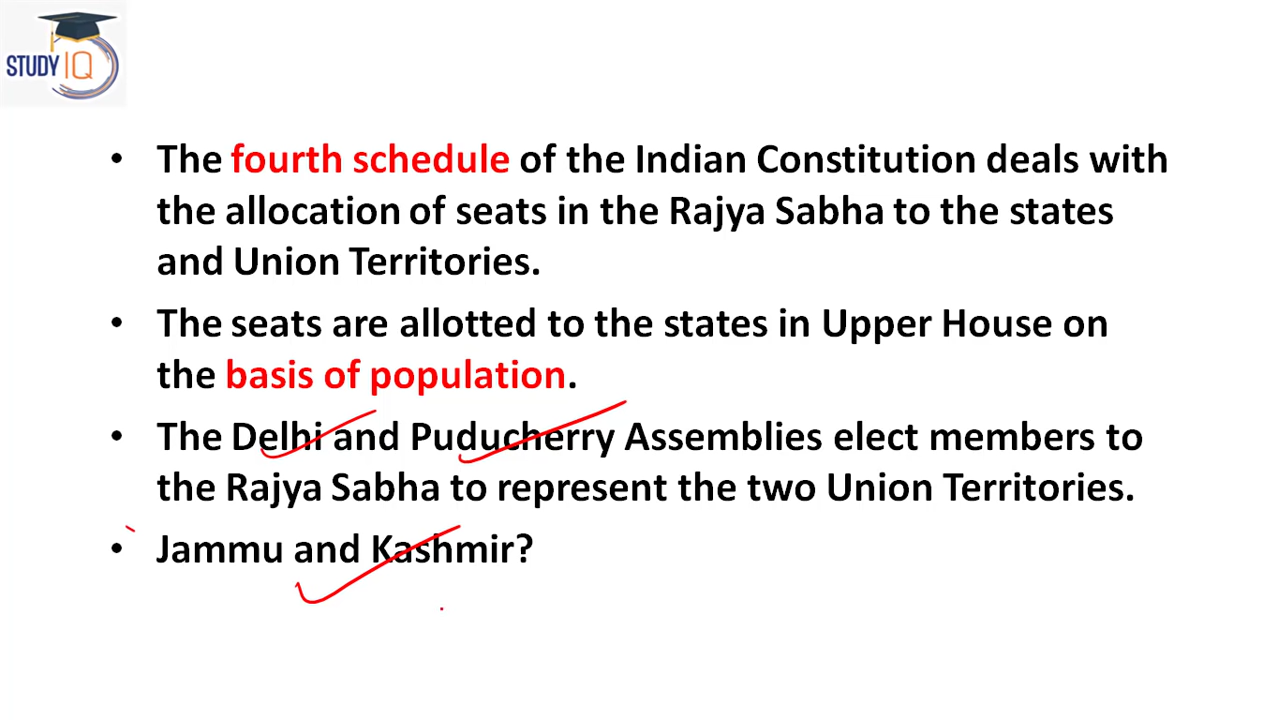 STUDY IQ
• The fourth schedule of the Indian Constitution deals with
the allocation of seats in the Rajya Sabha to the states
and Union Territories.
• The seats are allotted to the states in Upper House on
the basis of population.
• The Delhi and Puducherry Assemblies elect members to
the Rajya Sabha to represent the two Union Territories.
• Jammu and Kashmir?